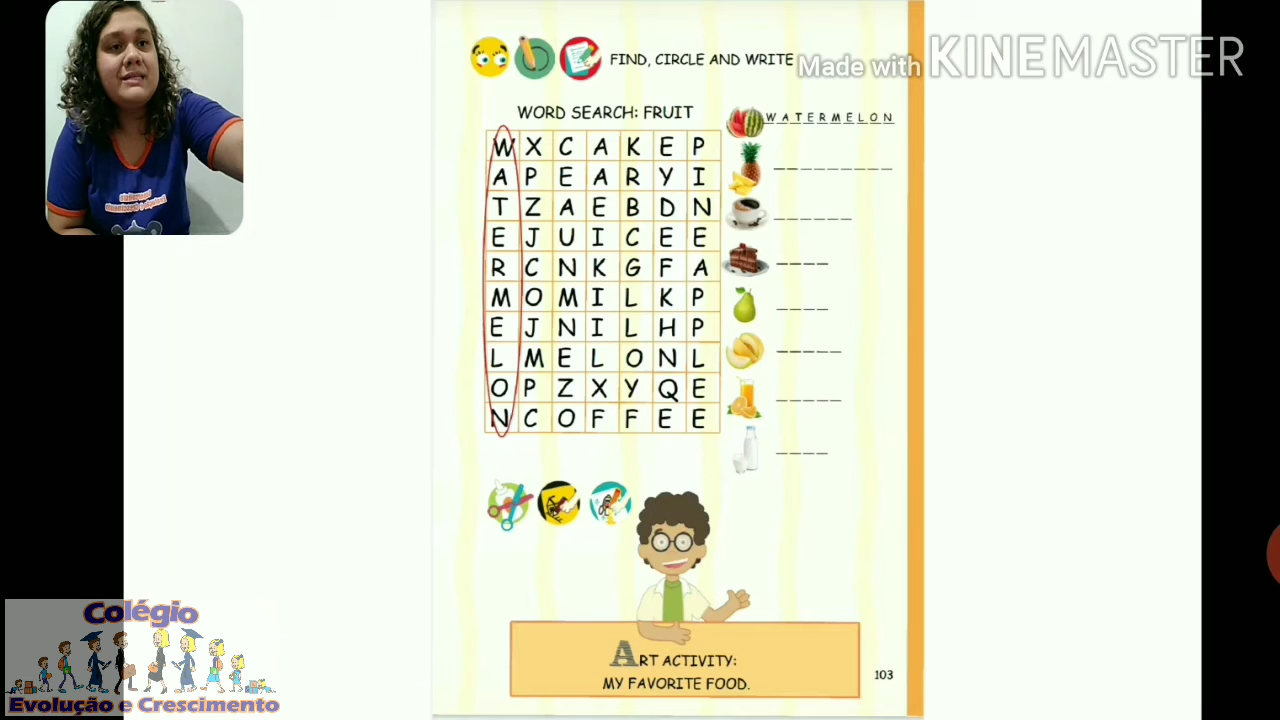 FIND, CIRCLE AND WRITE
Made with KINEMASTER
WORD SEARCH: FRUIT
WATERMELON
W X C A K E P
A P E A R Y I
T Z A E B D N
E J U I C E E
R C N K G F A
M O M I L K P
E J N I L H P
L M E L O N L
O P Z X Y Q E
N C O F F E E
ART ACTIVITY:
MY FAVORITE FOOD.
103
Colégio
Evolução e Crescimento